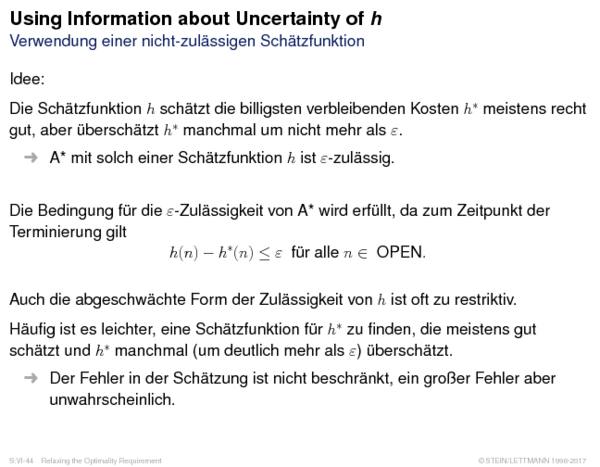 Using Information about Uncertainty of h
Verwendung einer nicht-zulässigen Schätzfunktion
Idee:
Die Schätzfunktion h schätzt die billigsten verbleibenden Kosten h* meistens recht
gut, aber überschätzt h* manchmal um nicht mehr als ε.
➜ A* mit solch einer Schätzfunktion h ist ε-zulässig.
Die Bedingung für die ε-Zulässigkeit von A* wird erfüllt, da zum Zeitpunkt der
Terminierung gilt
h(n) − h*(n) ≤ ε für alle n ∈ OPEN.
Auch die abgeschwächte Form der Zulässigkeit von h ist oft zu restriktiv.
Häufig ist es leichter, eine Schätzfunktion für h* zu finden, die meistens gut
schätzt und h* manchmal (um deutlich mehr als ε) überschätzt.
➜ Der Fehler in der Schätzung ist nicht beschränkt, ein großer Fehler aber
unwahrscheinlich.
S:VI-44 Relaxing the Optimality Requirement © STEIN/LETTMANN 1998-2017